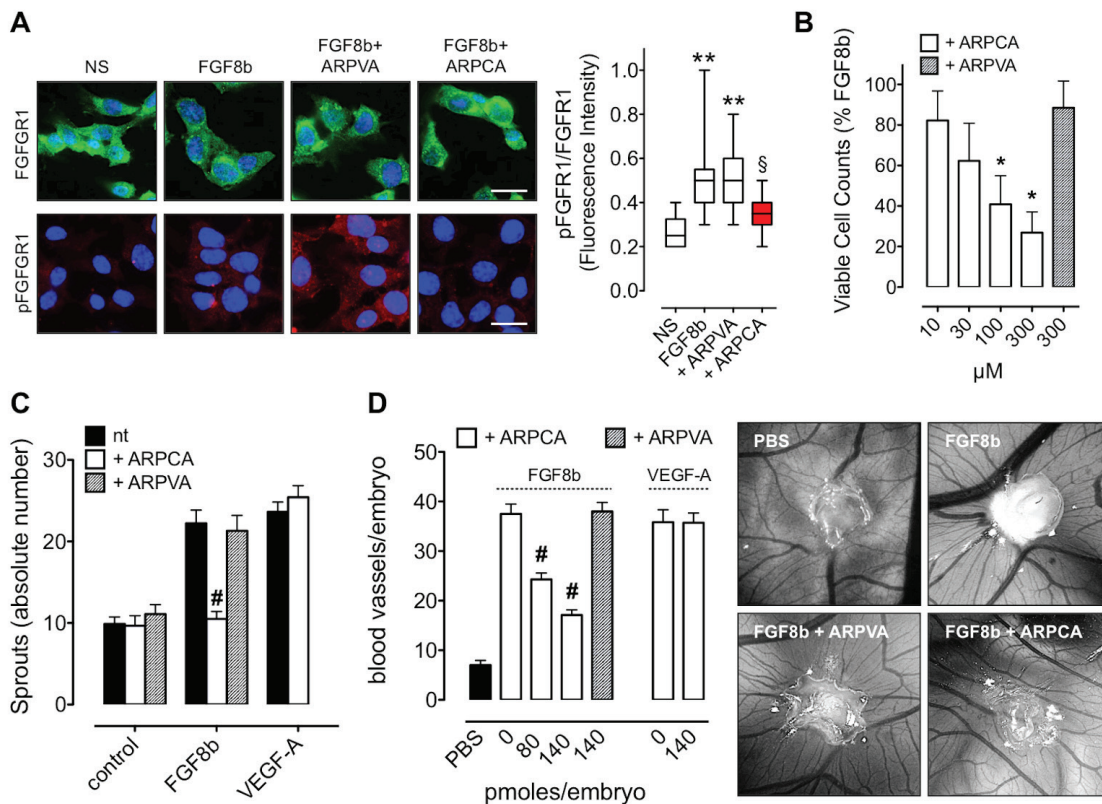 A
NS
FGF8b
FGF8b+
ARPVA
FGF8b+
ARPCA
FGFGR1
pFGFGR1
pFGFR1/FGFR1
(Fluorescence Intensity)
1.0
0.8
0.6
0.4
0.2
0.0
**
**
§
NS
FGF8b
+ ARPVA
+ ARPCA
B
+ ARPCA
+ ARPVA
Viable Cell Counts (% FGF8b)
100
80
60
40
20
0
*
*
10
30
100
300
300
µM
C
nt
+ ARPCA
+ ARPVA
Sprouts (absolute number)
30
20
10
0
#
control
FGF8b
VEGF-A
D
+ ARPCA
+ ARPVA
FGF8b
VEGF-A
blood vassels/embryo
50
40
30
20
10
0
#
#
PBS
0
80
140
140
0
140
pmoles/embryo
PBS
FGF8b
FGF8b + ARPVA
FGF8b + ARPCA